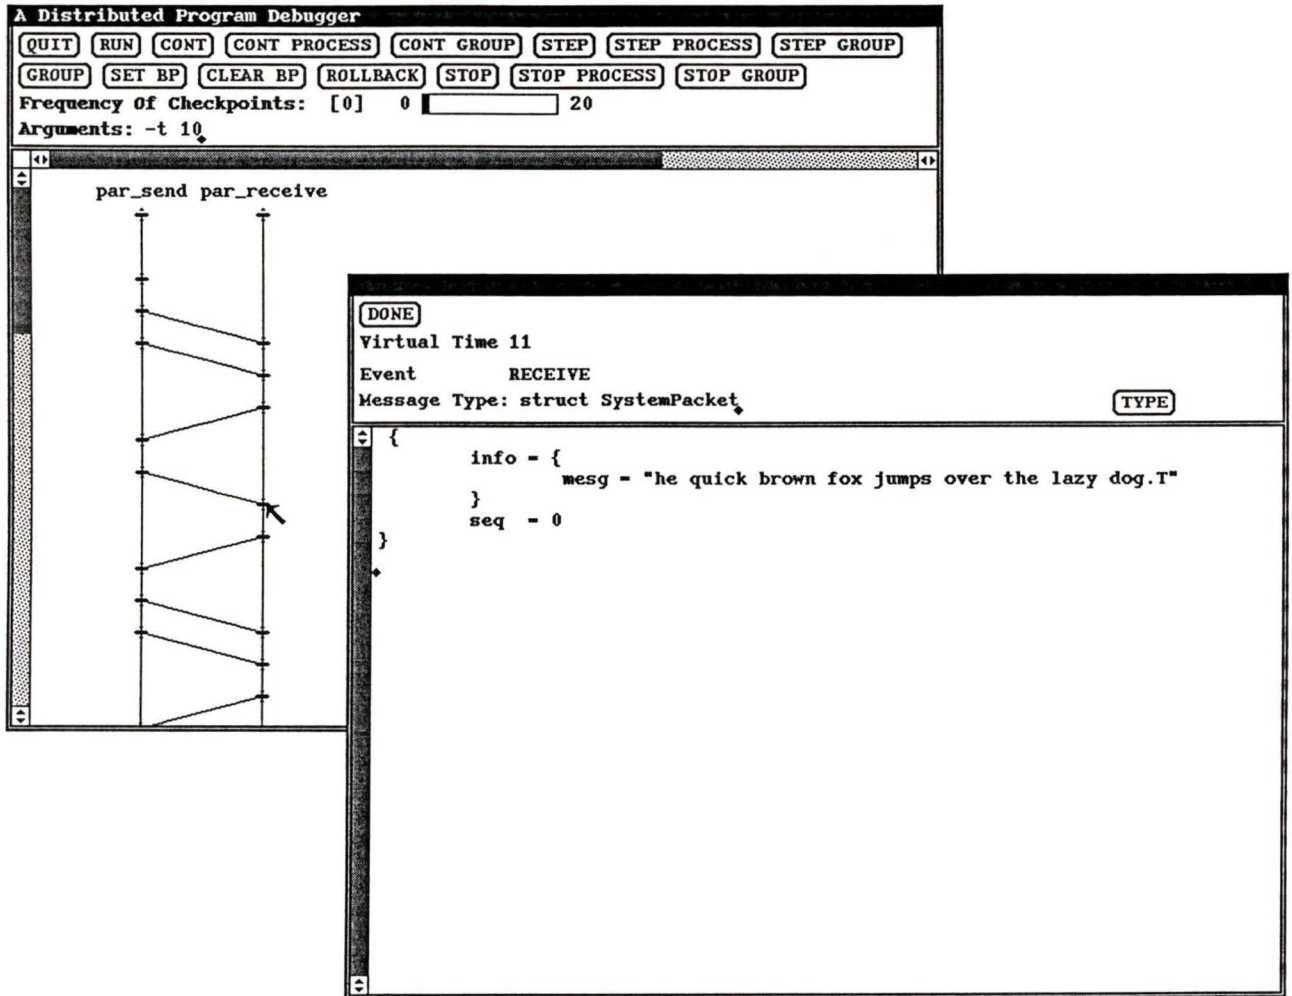 A Distributed Program Debugger
QUIT RUN CONT CONT PROCESS CONT GROUP STEP STEP PROCESS STEP GROUP
GROUP SET BP CLEAR BP ROLLBACK STOP STOP PROCESS STOP GROUP
Frequency Of Checkpoints: [0] 0 20
Arguments: -t 10
par_send par_receive
DONE
Virtual Time 11
Event RECEIVE
Message Type: struct SystemPacket TYPE
{
info = {
mesg = "he quick brown fox jumps over the lazy dog.T"
}
seq = 0
}